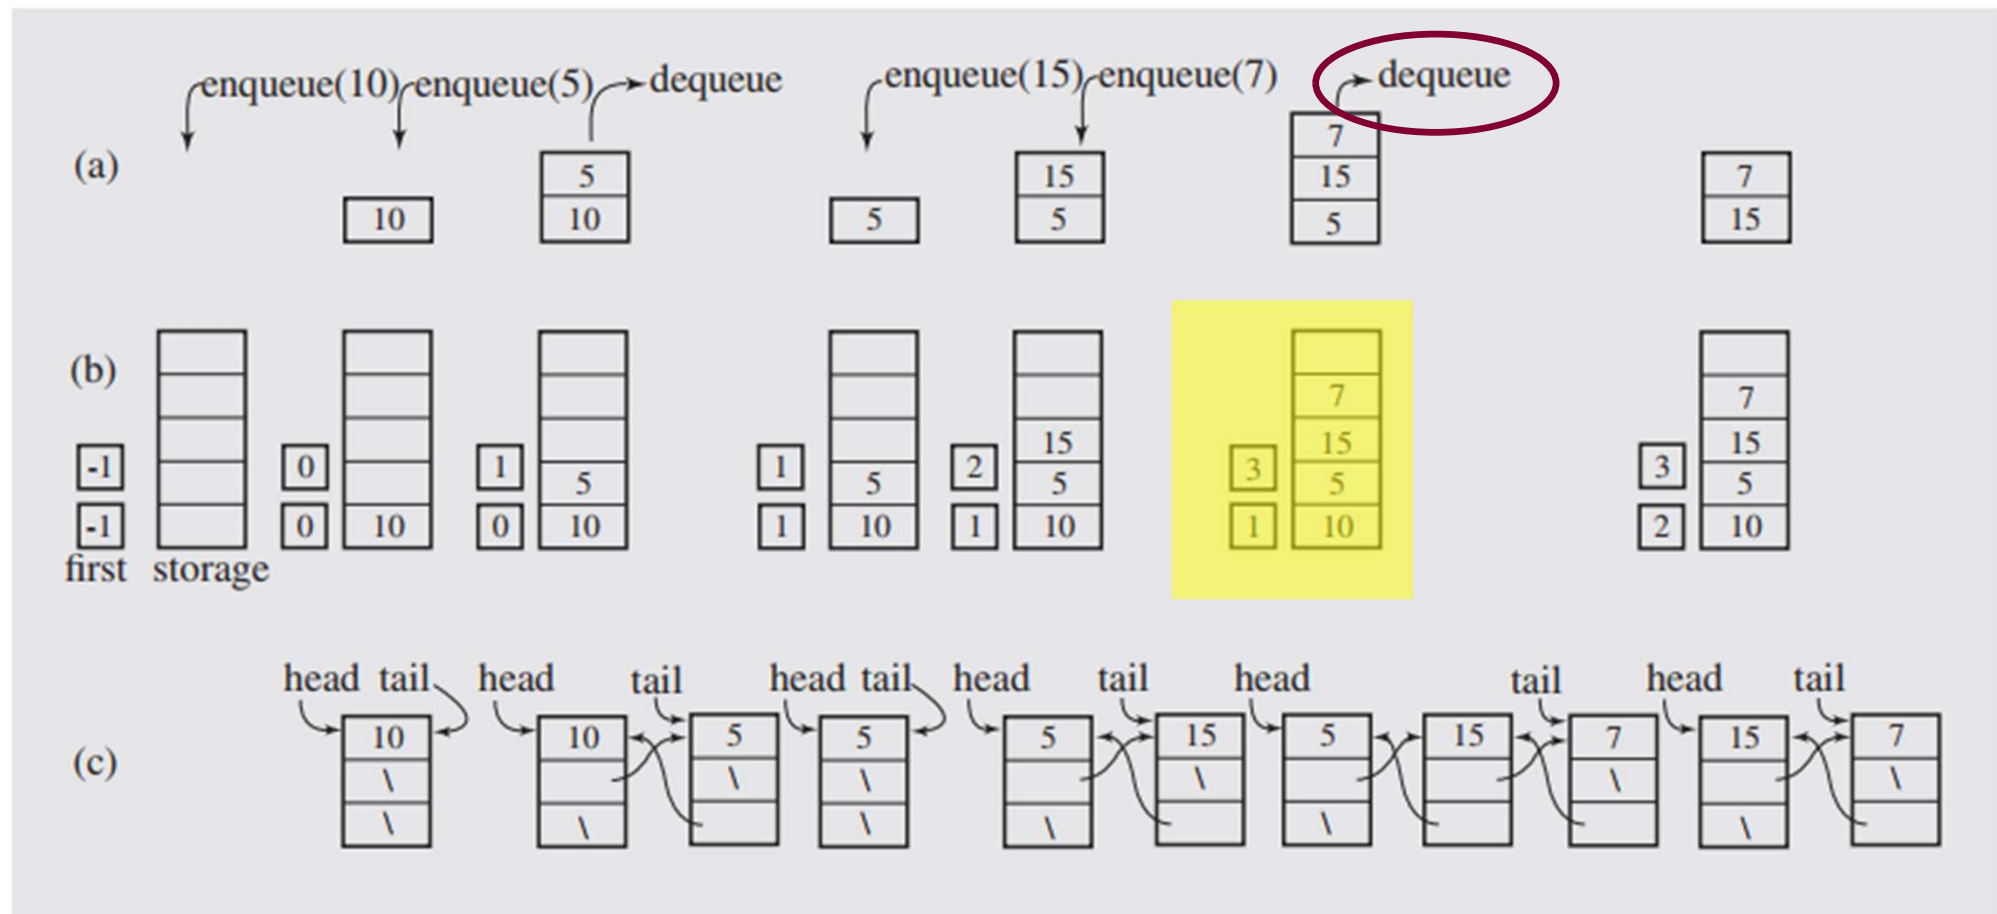 enqueue(10) enqueue(5) dequeue enqueue(15) enqueue(7) dequeue
7
5 15 15 7
(a)
10 10 5 5 5 15
(b)
7 7
15 15 15
-1 0 1 1 2 3 3
5 5 5 5 5
-1 0 10 0 10 1 10 1 10 1 10 2 10
first storage
head tail head tail head tail head tail head tail head tail
10 10 5 5 5 15 5 15 7 15 7
(c)
\ \ \ \ \ \
\ \ \ \ \ \